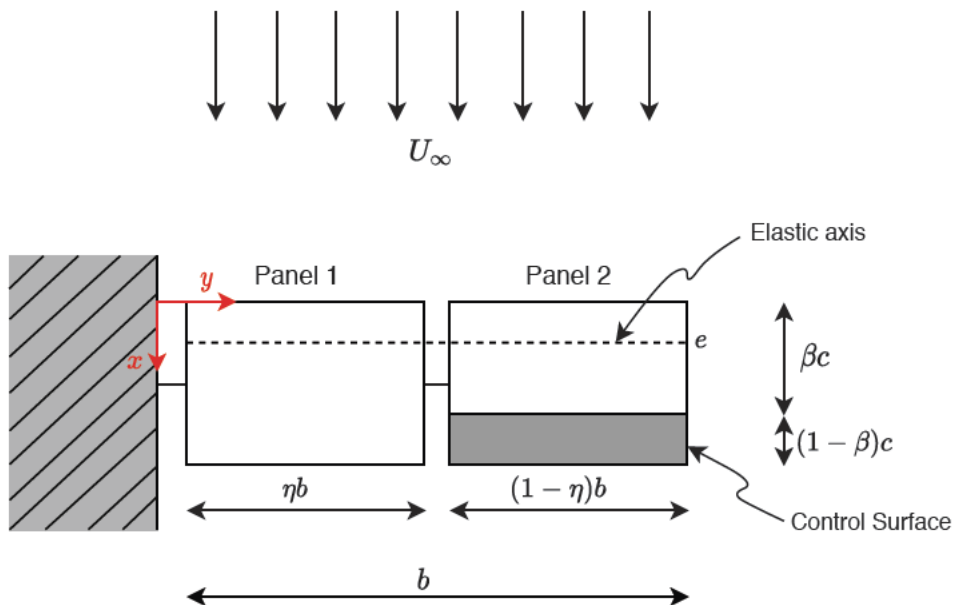 U∞
Elastic axis
Panel 1
Panel 2
y
x
e
βc
(1 − β)c
ηb
(1 − η)b
Control Surface
b